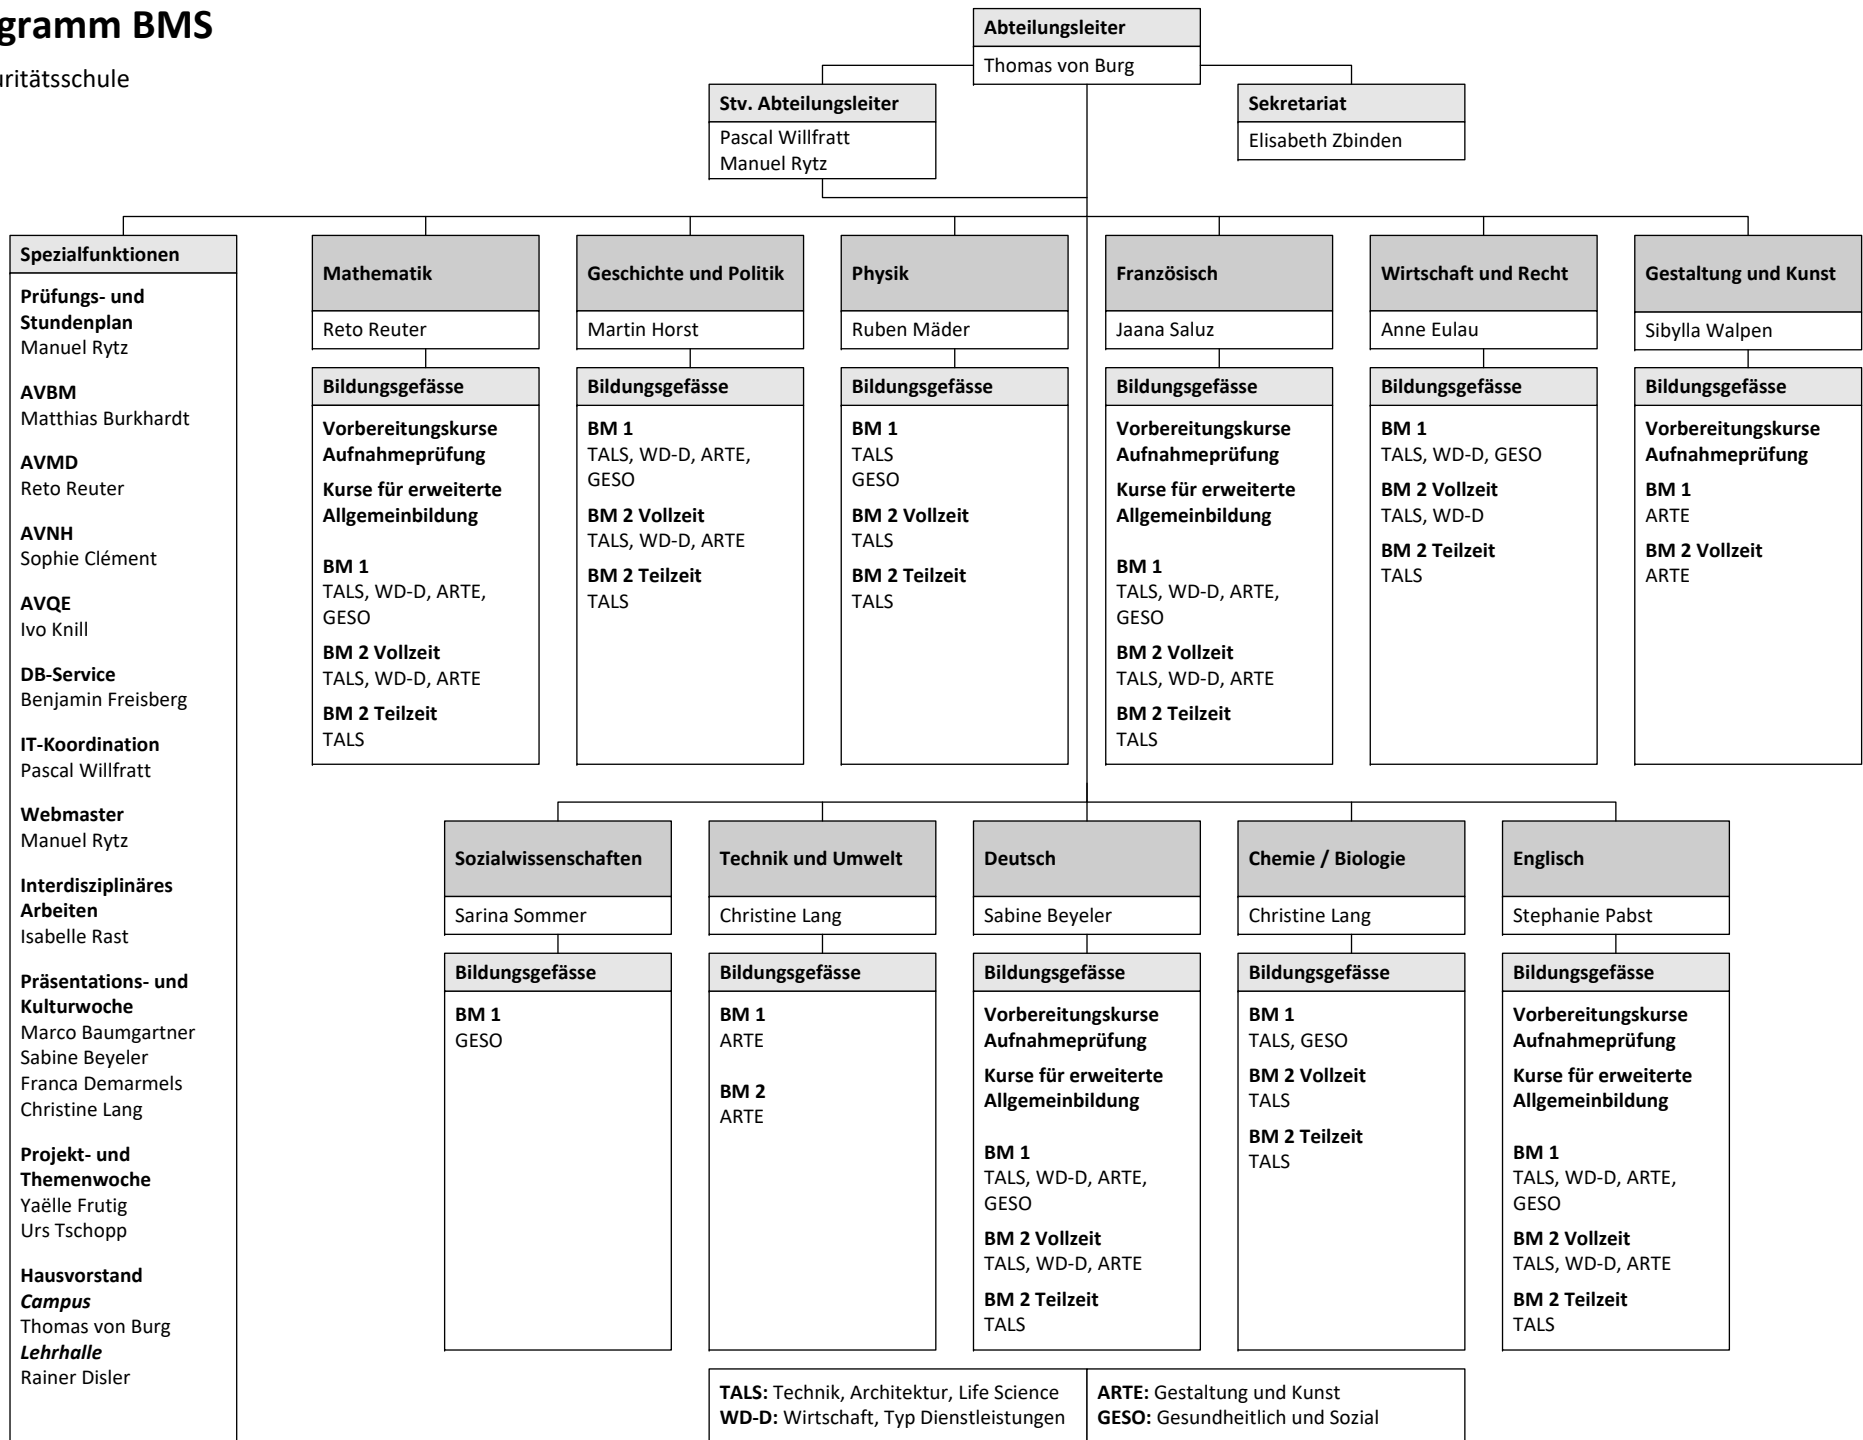 gramm BMS
uritätsschule
Abteilungsleiter
Thomas von Burg
Stv. Abteilungsleiter
Pascal Willfratt
Manuel Rytz
Sekretariat
Elisabeth Zbinden
Spezialfunktionen
Prüfungs- und
Stundenplan
Manuel Rytz
AVBM
Matthias Burkhardt
AVMD
Reto Reuter
AVNH
Sophie Clément
AVQE
Ivo Knill
DB-Service
Benjamin Freisberg
IT-Koordination
Pascal Willfratt
Webmaster
Manuel Rytz
Interdisziplinäres
Arbeiten
Isabelle Rast
Präsentations- und
Kulturwoche
Marco Baumgartner
Sabine Beyeler
Franca Demarmels
Christine Lang
Projekt- und
Themenwoche
Yaëlle Frutig
Urs Tschopp
Hausvorstand
Campus
Thomas von Burg
Lehrhalle
Rainer Disler
Mathematik
Reto Reuter
Bildungsgefässe
Vorbereitungskurse
Aufnahmeprüfung
Kurse für erweiterte
Allgemeinbildung
BM 1
TALS, WD-D, ARTE,
GESO
BM 2 Vollzeit
TALS, WD-D, ARTE
BM 2 Teilzeit
TALS
Geschichte und Politik
Martin Horst
Bildungsgefässe
BM 1
TALS, WD-D, ARTE,
GESO
BM 2 Vollzeit
TALS, WD-D, ARTE
BM 2 Teilzeit
TALS
Physik
Ruben Mäder
Bildungsgefässe
BM 1
TALS
GESO
BM 2 Vollzeit
TALS
BM 2 Teilzeit
TALS
Französisch
Jaana Saluz
Bildungsgefässe
Vorbereitungskurse
Aufnahmeprüfung
Kurse für erweiterte
Allgemeinbildung
BM 1
TALS, WD-D, ARTE,
GESO
BM 2 Vollzeit
TALS, WD-D, ARTE
BM 2 Teilzeit
TALS
Wirtschaft und Recht
Anne Eulau
Bildungsgefässe
BM 1
TALS, WD-D, GESO
BM 2 Vollzeit
TALS, WD-D
BM 2 Teilzeit
TALS
Gestaltung und Kunst
Sibylla Walpen
Bildungsgefässe
Vorbereitungskurse
Aufnahmeprüfung
BM 1
ARTE
BM 2 Vollzeit
ARTE
Sozialwissenschaften
Sarina Sommer
Bildungsgefässe
BM 1
GESO
Technik und Umwelt
Christine Lang
Bildungsgefässe
BM 1
ARTE
BM 2
ARTE
Deutsch
Sabine Beyeler
Bildungsgefässe
Vorbereitungskurse
Aufnahmeprüfung
Kurse für erweiterte
Allgemeinbildung
BM 1
TALS, WD-D, ARTE,
GESO
BM 2 Vollzeit
TALS, WD-D, ARTE
BM 2 Teilzeit
TALS
Chemie / Biologie
Christine Lang
Bildungsgefässe
BM 1
TALS, GESO
BM 2 Vollzeit
TALS
BM 2 Teilzeit
TALS
Englisch
Stephanie Pabst
Bildungsgefässe
Vorbereitungskurse
Aufnahmeprüfung
Kurse für erweiterte
Allgemeinbildung
BM 1
TALS, WD-D, ARTE,
GESO
BM 2 Vollzeit
TALS, WD-D, ARTE
BM 2 Teilzeit
TALS
TALS: Technik, Architektur, Life Science
WD-D: Wirtschaft, Typ Dienstleistungen
ARTE: Gestaltung und Kunst
GESO: Gesundheitlich und Sozial